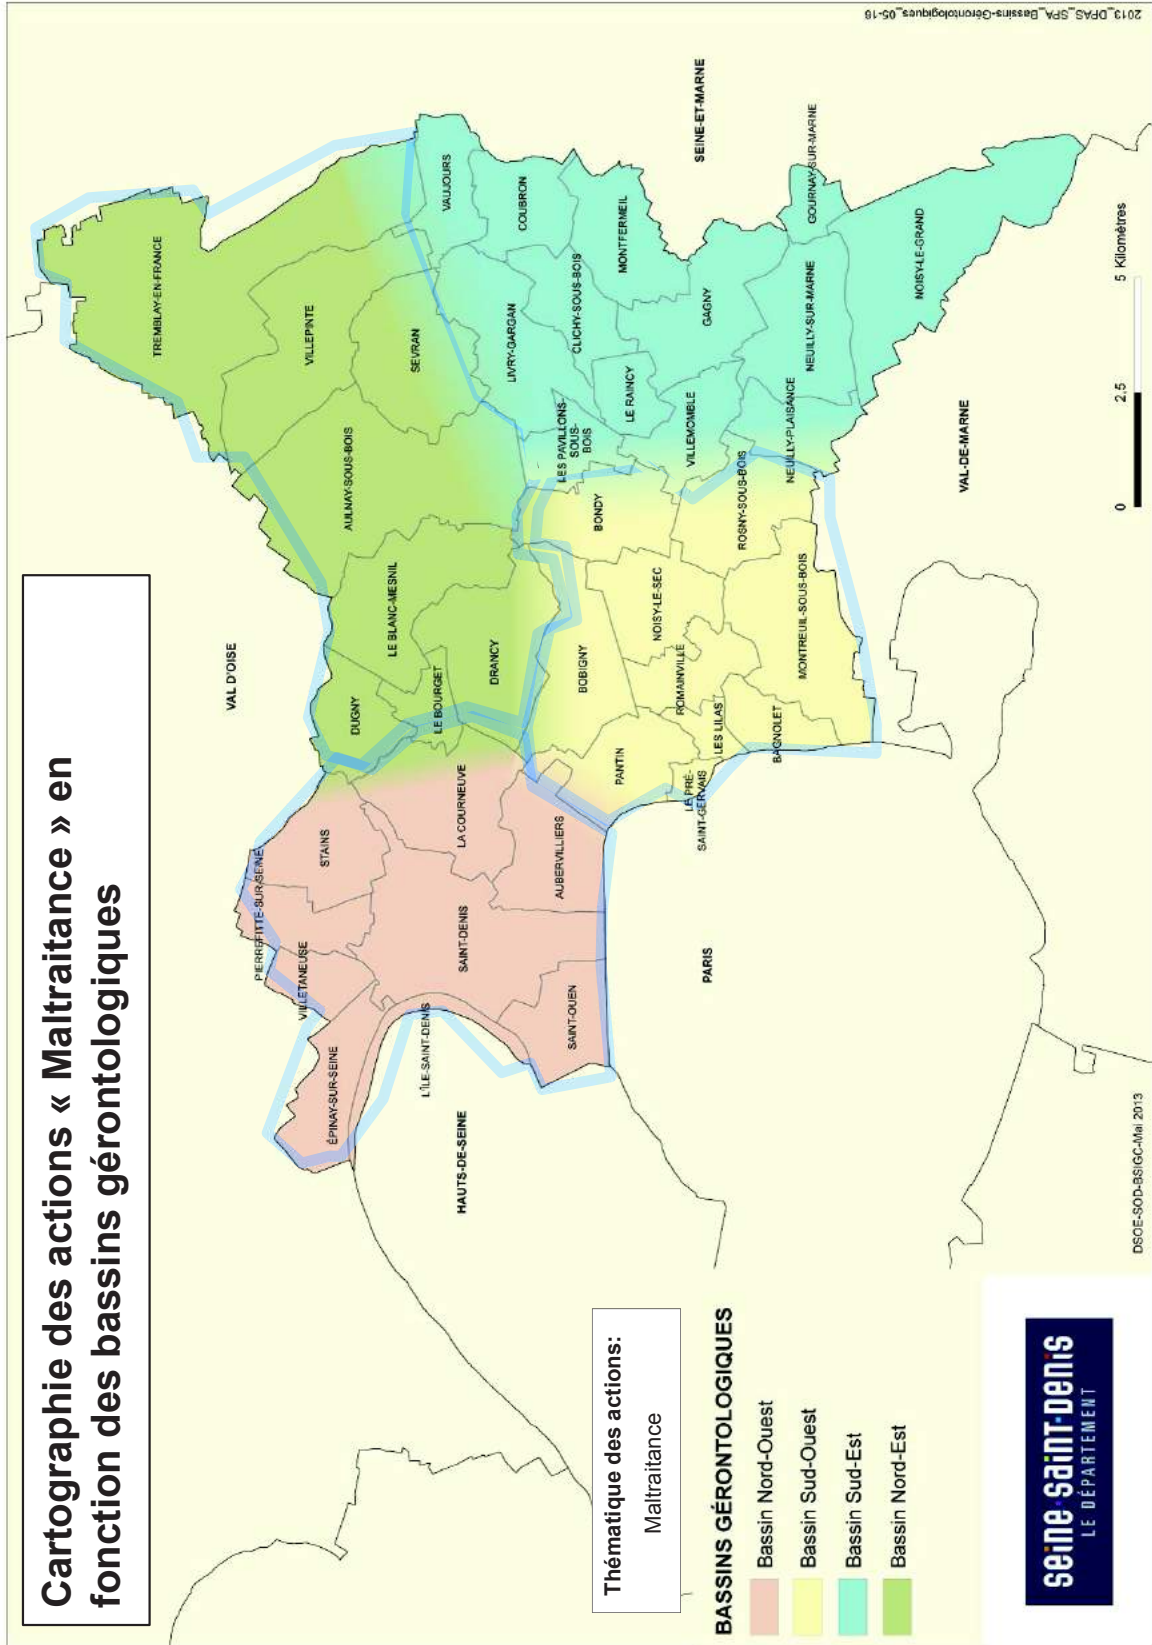 Cartographie des actions « Maltraitance » en
fonction des bassins gérontologiques
VAL D'OISE
TREMBLAY-EN-FRANCE
VILLEPINTE
SEVRAN
AULNAY-SOUS-BOIS
LE BLANC-MESNIL
DUGNY
LE BOURGET
DRANCY
VAUJOURS
COUBRON
LIVRY-GARGAN
CLICHY-SOUS-BOIS
MONTFERMEIL
LES PAVILLONS-
SOUS-
BOIS
LE RAINCY
GAGNY
VILLEMOMBLE
NEUILLY-PLAISANCE
NEUILLY-SUR-MARNE
GOURNAY-SUR-MARNE
NOISY-LE-GRAND
SEINE-ET-MARNE
BONDY
ROSNY-SOUS-BOIS
NOISY-LE-SEC
BOBIGNY
ROMAINVILLE
MONTREUIL-SOUS-BOIS
PANTIN
LES LILAS
BAGNOLET
LE PRÉ-
SAINT-GERVAIS
PIERREFITTE-SUR-SEINE
STAINS
VILLETANEUSE
LA COURNEUVE
SAINT-DENIS
AUBERVILLIERS
ÉPINAY-SUR-SEINE
L'ÎLE-SAINT-DENIS
SAINT-OUEN
HAUTS-DE-SEINE
PARIS
VAL-DE-MARNE
0 2,5 5 Kilomètres
Thématique des actions:
Maltraitance
BASSINS GÉRONTOLOGIQUES
Bassin Nord-Ouest
Bassin Sud-Ouest
Bassin Sud-Est
Bassin Nord-Est
seine·saint·denis
LE DÉPARTEMENT
DSOE-SOD-BSIGC-Mai 2013
2013_DPAS_SPA_Bassins-Gérontologiques_05-16